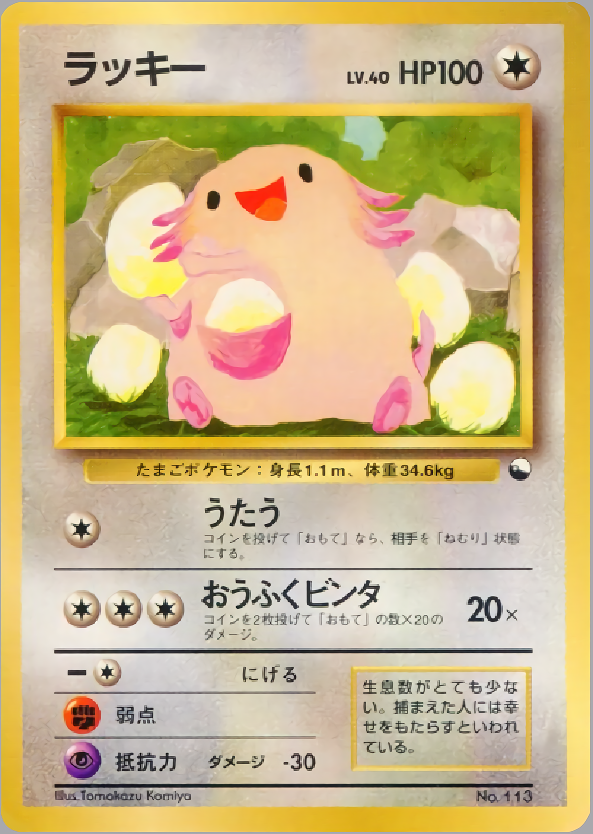 ラッキー LV.40 HP100
たまごポケモン：身長1.1m、体重34.6kg
うたう
コインを投げて「おもて」なら、相手を「ねむり」状態
にする。
おうふくビンタ 20×
コインを2枚投げて「おもて」の数×20の
ダメージ。
にげる
弱点
抵抗力 ダメージ -30
生息数がとても少な
い。捕まえた人には幸
せをもたらすといわれ
ている。
Illus.Tomokazu Komiya No.113